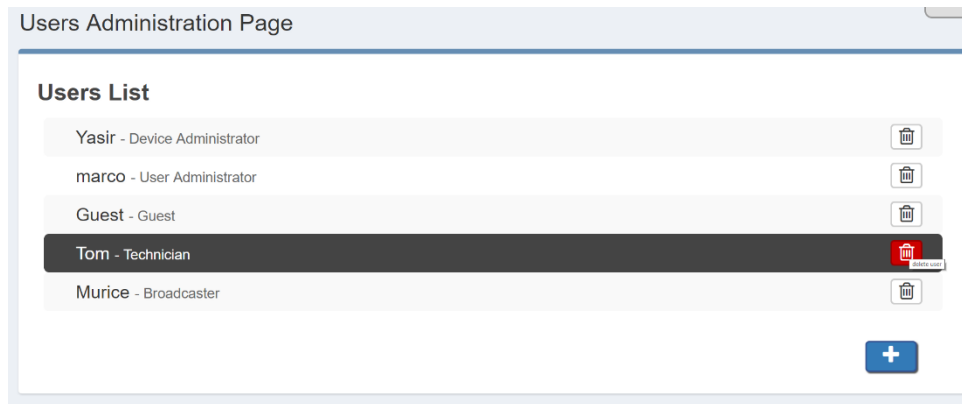 Users Administration Page
Users List
Yasir - Device Administrator
marco - User Administrator
Guest - Guest
Tom - Technician
delete user
Murice - Broadcaster